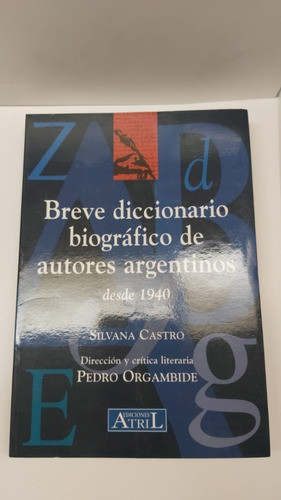 Z
d
A
B
R
g
E
Breve diccionario
biográfico de
autores argentinos
desde 1940
SILVANA CASTRO
Dirección y crítica literaria
PEDRO ORGAMBIDE
EDICIONES
ATRIL